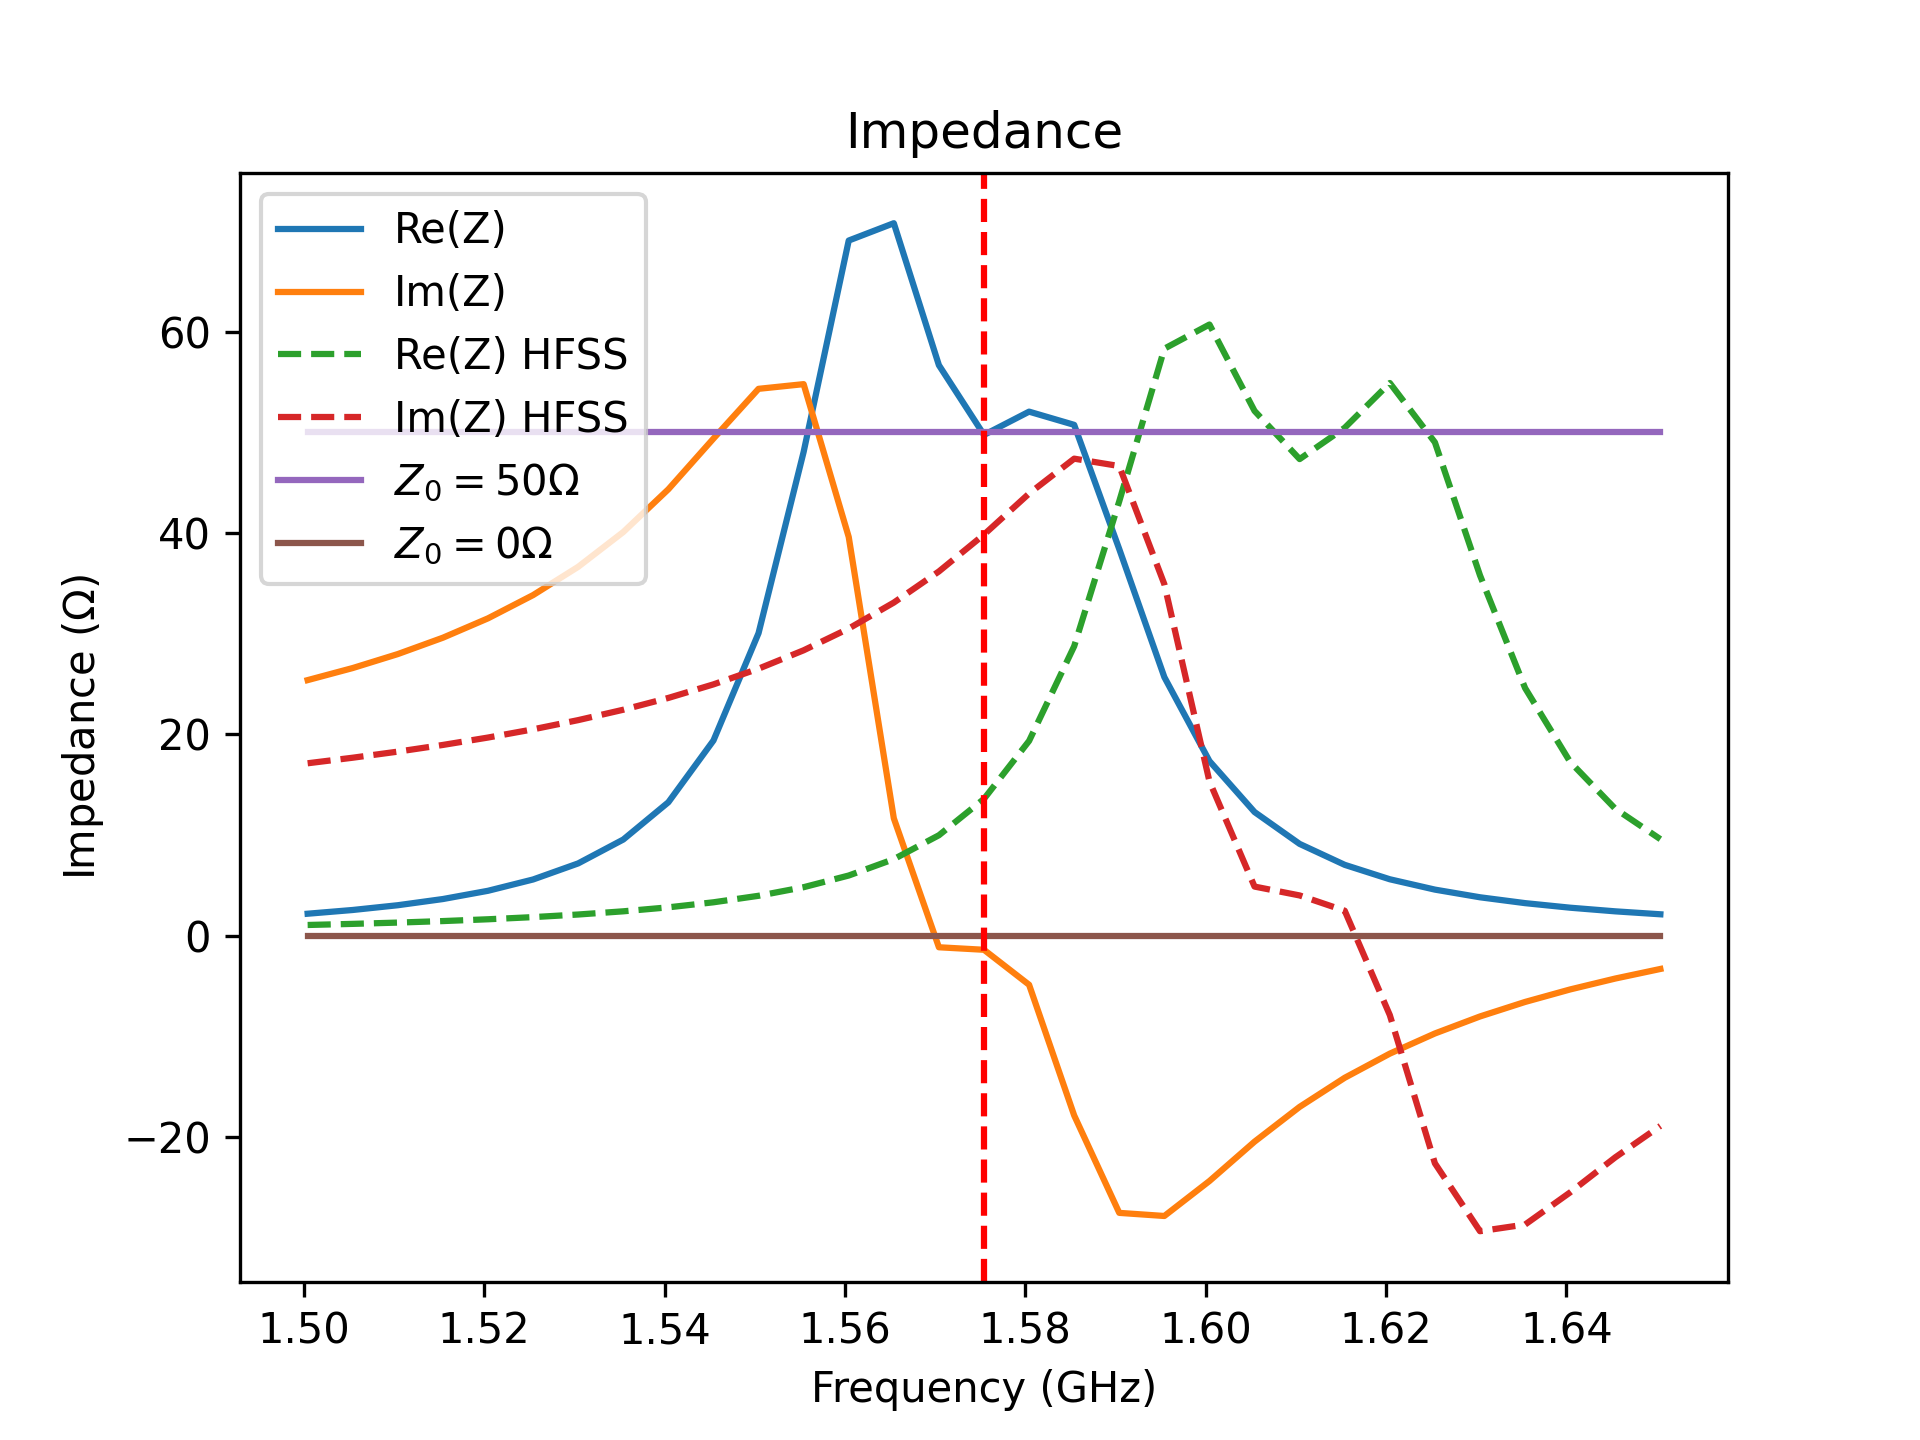 Impedance
Re(Z)
Im(Z)
Re(Z) HFSS
Im(Z) HFSS
Z₀ = 50Ω
Z₀ = 0Ω
Impedance (Ω)
60
40
20
0
−20
1.50 1.52 1.54 1.56 1.58 1.60 1.62 1.64
Frequency (GHz)